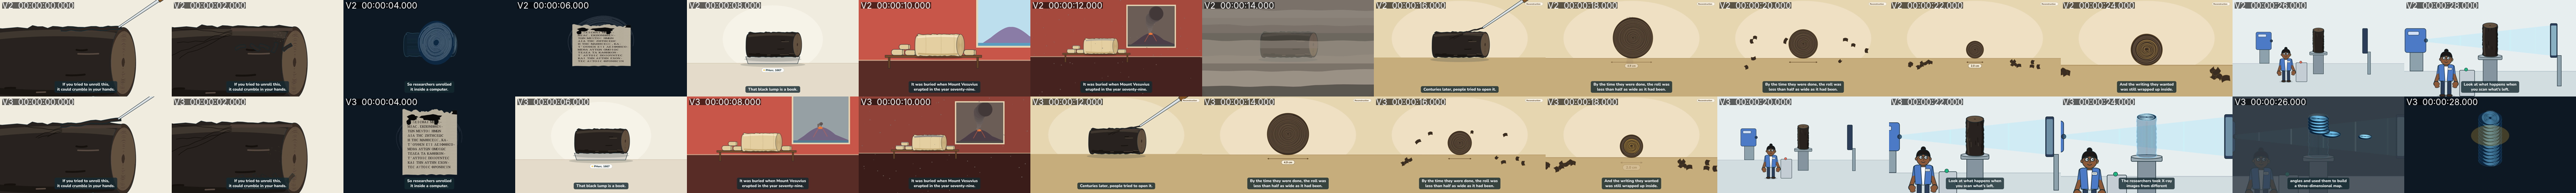 V2 00:00:00.000
If you tried to unroll this,
it could crumble in your hands.
V2 00:00:02.000
If you tried to unroll this,
it could crumble in your hands.
V2 00:00:04.000
So researchers unrolled
it inside a computer.
V2 00:00:06.000
V2 00:00:08.000
That black lump is a book.
V2 00:00:10.000
It was buried when Mount Vesuvius
erupted in the year seventy-nine.
V2 00:00:12.000
It was buried when Mount Vesuvius
erupted in the year seventy-nine.
V2 00:00:14.000
V2 00:00:16.000
Centuries later, people tried to open it.
V2 00:00:18.000
By the time they were done, the roll was
less than half as wide as it had been.
V2 00:00:20.000
By the time they were done, the roll was
less than half as wide as it had been.
V2 00:00:22.000
V2 00:00:24.000
And the writing they wanted
was still wrapped up inside.
V2 00:00:26.000
V2 00:00:28.000
Look at what happens when
you scan what's left.
V3 00:00:00.000
If you tried to unroll this,
it could crumble in your hands.
V3 00:00:02.000
If you tried to unroll this,
it could crumble in your hands.
V3 00:00:04.000
So researchers unrolled
it inside a computer.
V3 00:00:06.000
That black lump is a book.
V3 00:00:08.000
It was buried when Mount Vesuvius
erupted in the year seventy-nine.
V3 00:00:10.000
It was buried when Mount Vesuvius
erupted in the year seventy-nine.
V3 00:00:12.000
Centuries later, people tried to open it.
V3 00:00:14.000
By the time they were done, the roll was
less than half as wide as it had been.
V3 00:00:16.000
By the time they were done, the roll was
less than half as wide as it had been.
V3 00:00:18.000
And the writing they wanted
was still wrapped up inside.
V3 00:00:20.000
V3 00:00:22.000
Look at what happens when
you scan what's left.
V3 00:00:24.000
The researchers took X-ray
images from different
V3 00:00:26.000
angles and used them to build
a three-dimensional map.
V3 00:00:28.000